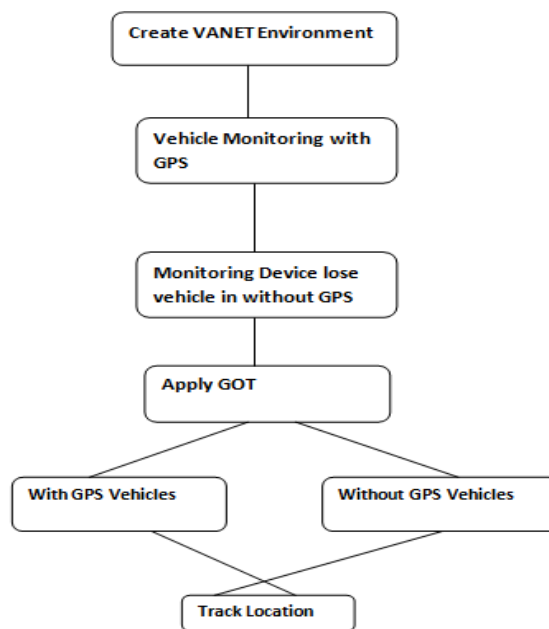 Create VANET Environment
Vehicle Monitoring with
GPS
Monitoring Device lose
vehicle in without GPS
Apply GOT
With GPS Vehicles
Without GPS Vehicles
Track Location